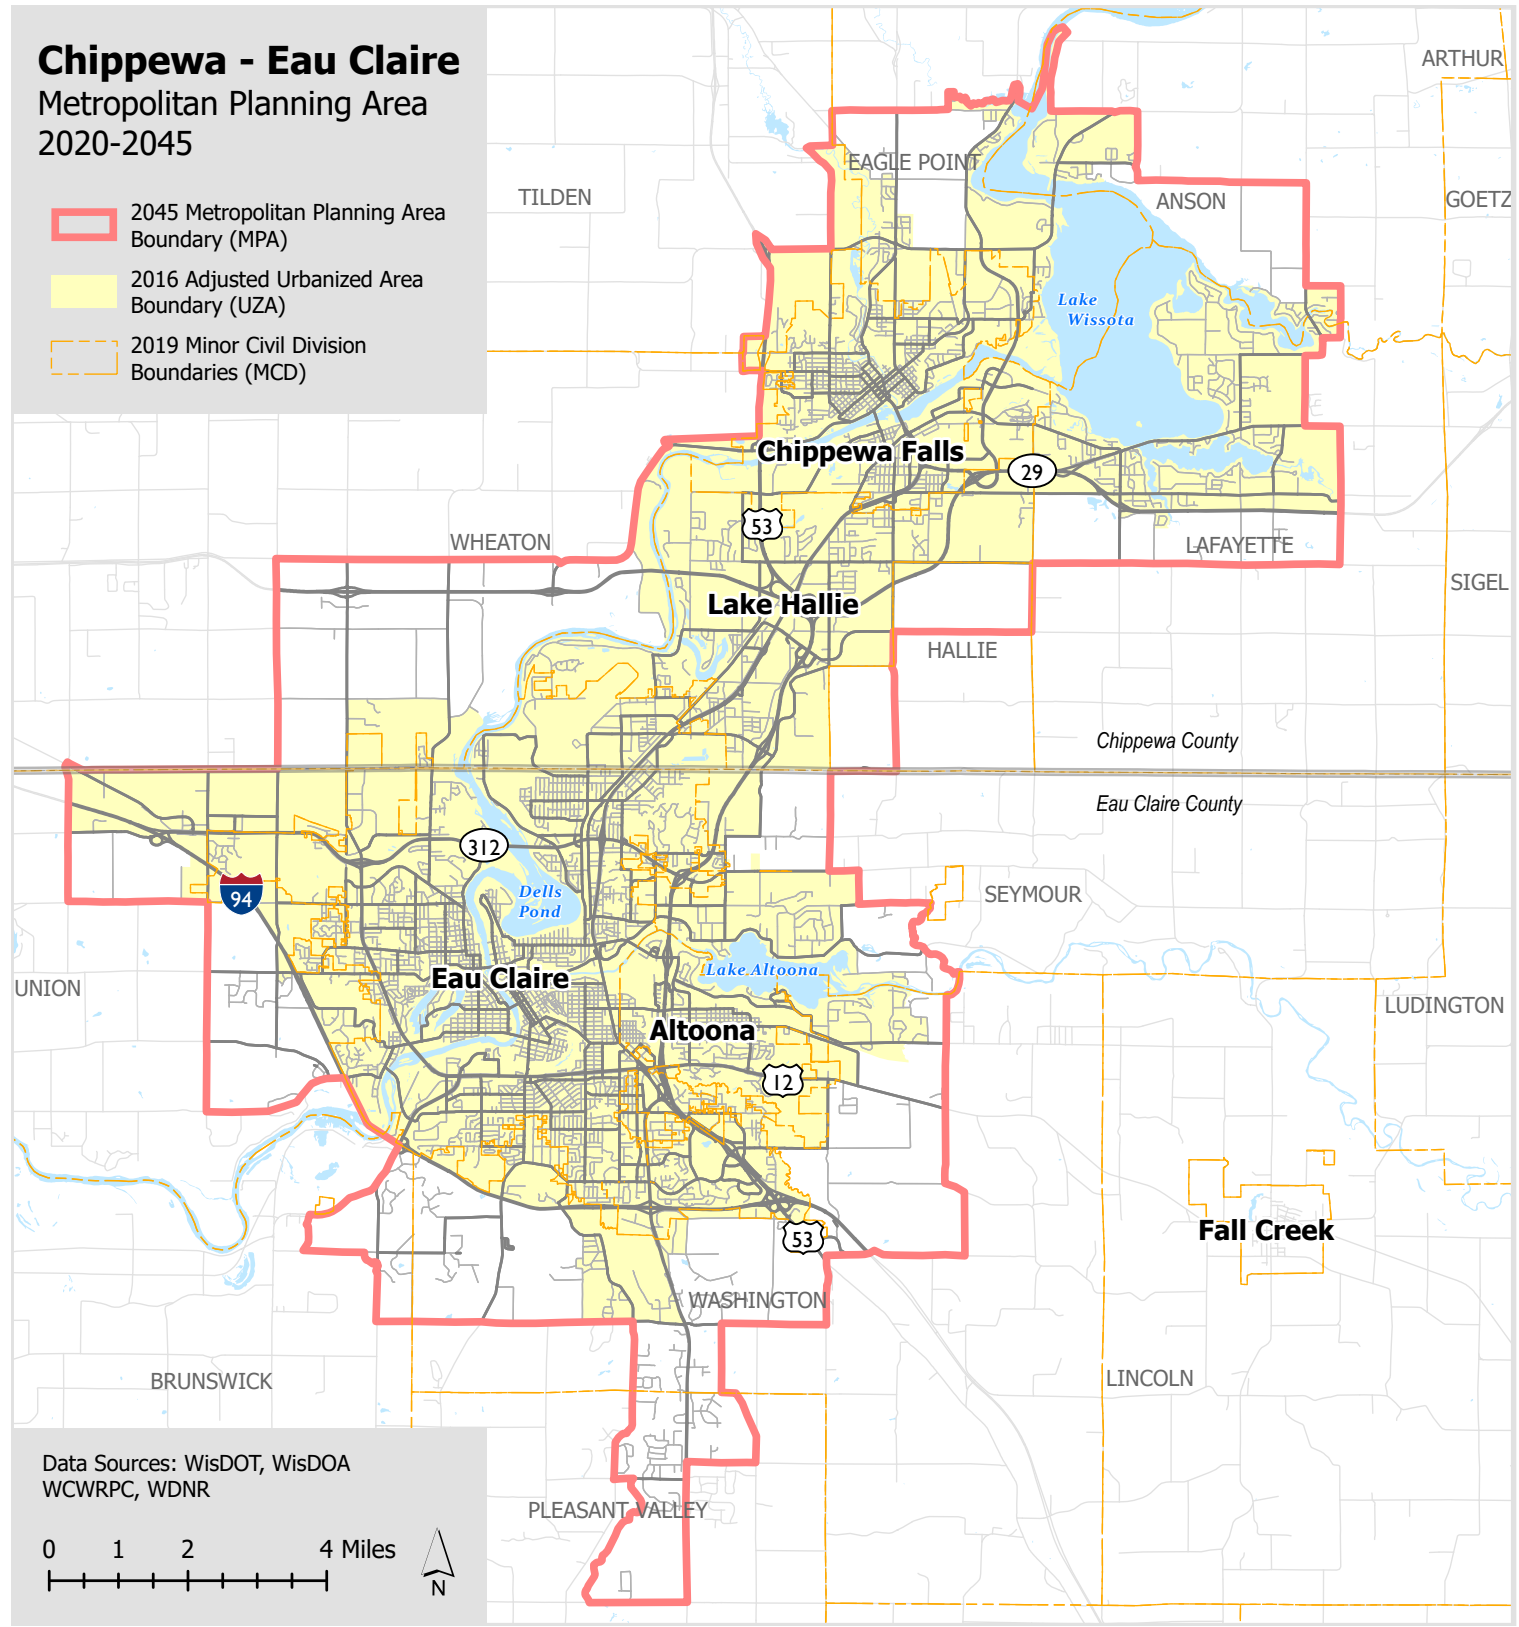 Chippewa - Eau Claire
Metropolitan Planning Area
2020-2045
2045 Metropolitan Planning Area
Boundary (MPA)
2016 Adjusted Urbanized Area
Boundary (UZA)
2019 Minor Civil Division
Boundaries (MCD)
ARTHUR
EAGLE POINT
TILDEN
ANSON
GOETZ
Lake
Wissota
Chippewa Falls
29
53
WHEATON
LAFAYETTE
SIGEL
Lake Hallie
HALLIE
Chippewa County
Eau Claire County
312
94
Dells
Pond
SEYMOUR
Eau Claire
Lake Altoona
UNION
LUDINGTON
Altoona
12
53
Fall Creek
WASHINGTON
BRUNSWICK
LINCOLN
PLEASANT VALLEY
Data Sources: WisDOT, WisDOA
WCWRPC, WDNR
0 1 2 4 Miles
N